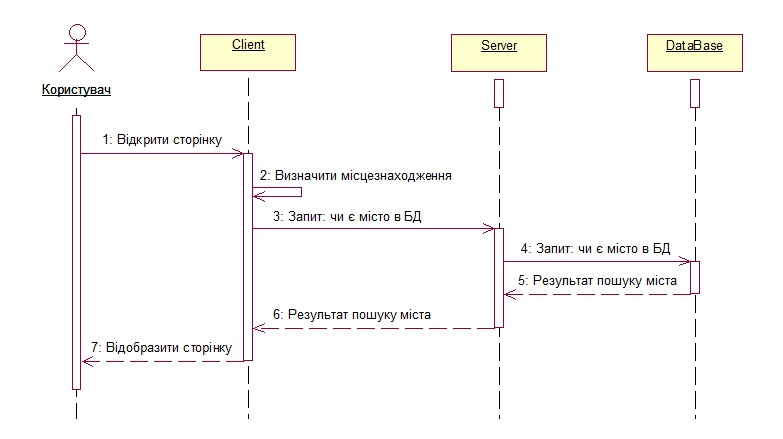 Client
Server
DataBase
Користувач
1: Відкрити сторінку
2: Визначити місцезнаходження
3: Запит: чи є місто в БД
4: Запит: чи є місто в БД
5: Результат пошуку міста
6: Результат пошуку міста
7: Відобразити сторінку